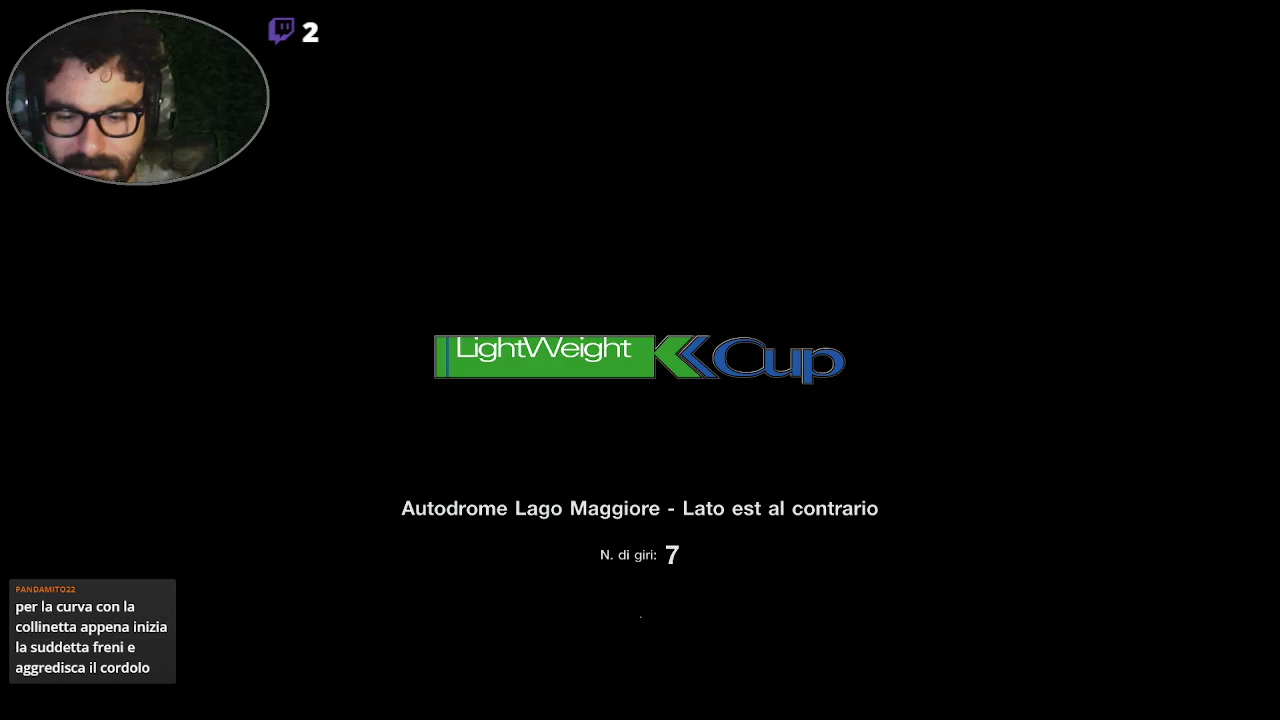 2
LightWeight K Cup
Autodrome Lago Maggiore - Lato est al contrario
N. di giri: 7
PANDAMITO22
per la curva con la
collinetta appena inizia
la suddetta freni e
aggredisca il cordolo